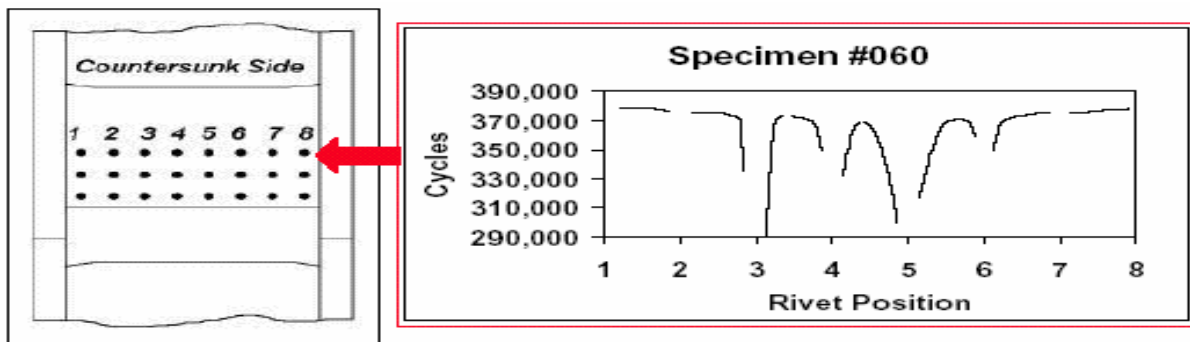 Countersunk Side
1 2 3 4 5 6 7 8
Specimen #060
390,000
370,000
350,000
330,000
310,000
290,000
Cycles
1 2 3 4 5 6 7 8
Rivet Position